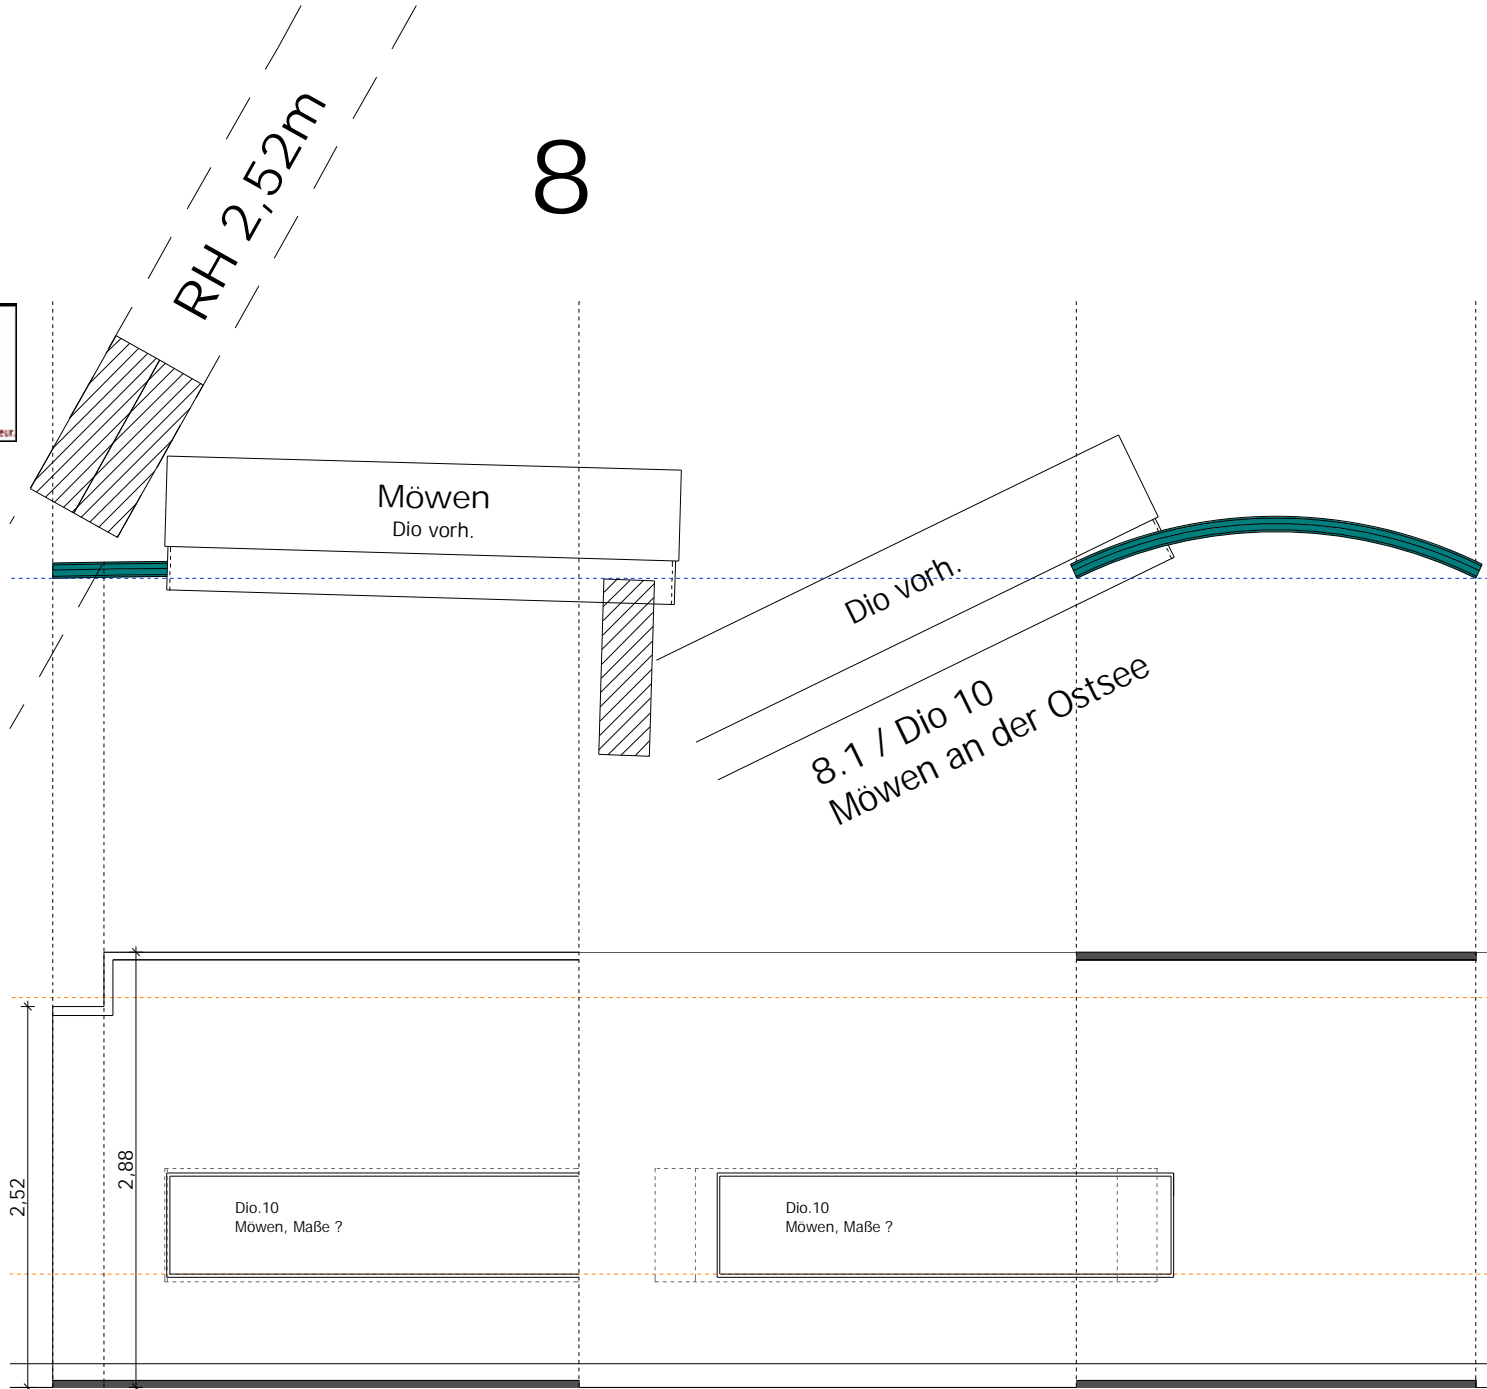 8
RH 2,52m
eur.
Möwen
Dio vorh.
Dio vorh.
8.1 / Dio 10
Möwen an der Ostsee
2,52
2,88
Dio.10
Möwen, Maße ?
Dio.10
Möwen, Maße ?